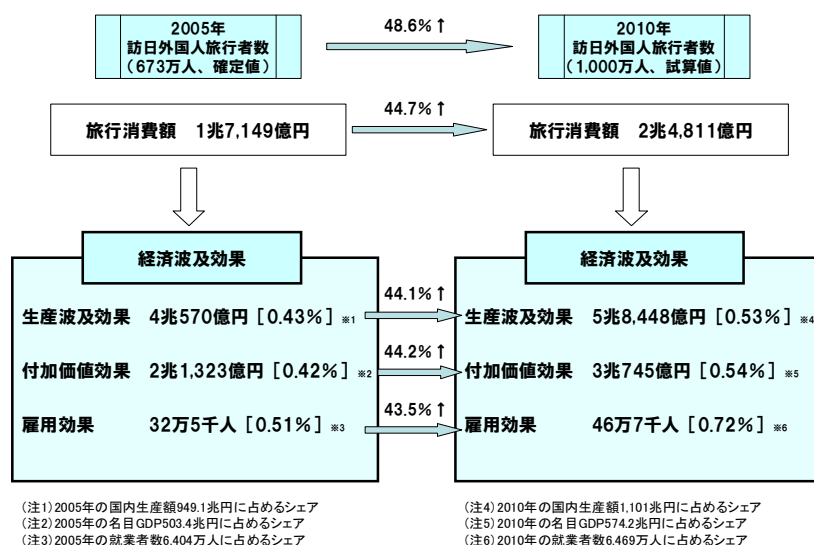 2005年
訪日外国人旅行者数
（673万人、確定値）
48.6%↑
2010年
訪日外国人旅行者数
（1,000万人、試算値）
旅行消費額 1兆7,149億円
44.7%↑
旅行消費額 2兆4,811億円
経済波及効果
生産波及効果 4兆570億円［0.43%］※1
付加価値効果 2兆1,323億円［0.42%］※2
雇用効果 32万5千人［0.51%］※3
44.1%↑
44.2%↑
43.5%↑
経済波及効果
生産波及効果 5兆8,448億円［0.53%］※4
付加価値効果 3兆745億円［0.54%］※5
雇用効果 46万7千人［0.72%］※6
（注1）2005年の国内生産額949.1兆円に占めるシェア
（注2）2005年の名目GDP503.4兆円に占めるシェア
（注3）2005年の就業者数6,404万人に占めるシェア
（注4）2010年の国内生産額1,101兆円に占めるシェア
（注5）2010年の名目GDP574.2兆円に占めるシェア
（注6）2010年の就業者数6,469万人に占めるシェア